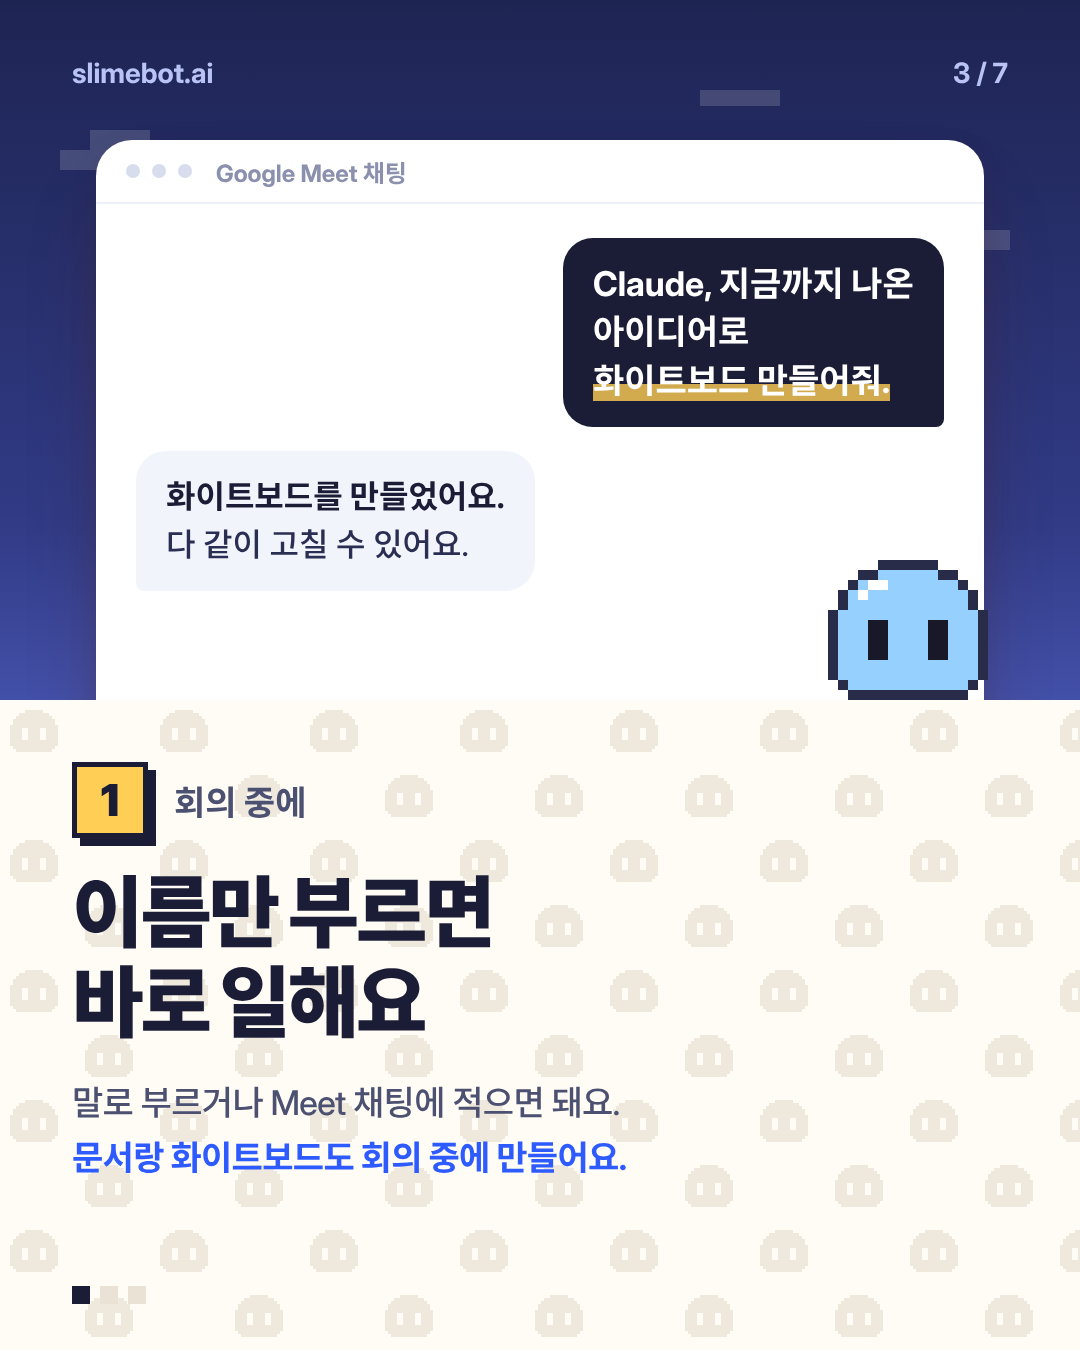 slimebot.ai
3 / 7
Google Meet 채팅
Claude, 지금까지 나온
아이디어로
화이트보드 만들어줘.
화이트보드를 만들었어요.
다 같이 고칠 수 있어요.
1
회의 중에
이름만 부르면
바로 일해요
말로 부르거나 Meet 채팅에 적으면 돼요.
문서랑 화이트보드도 회의 중에 만들어요.